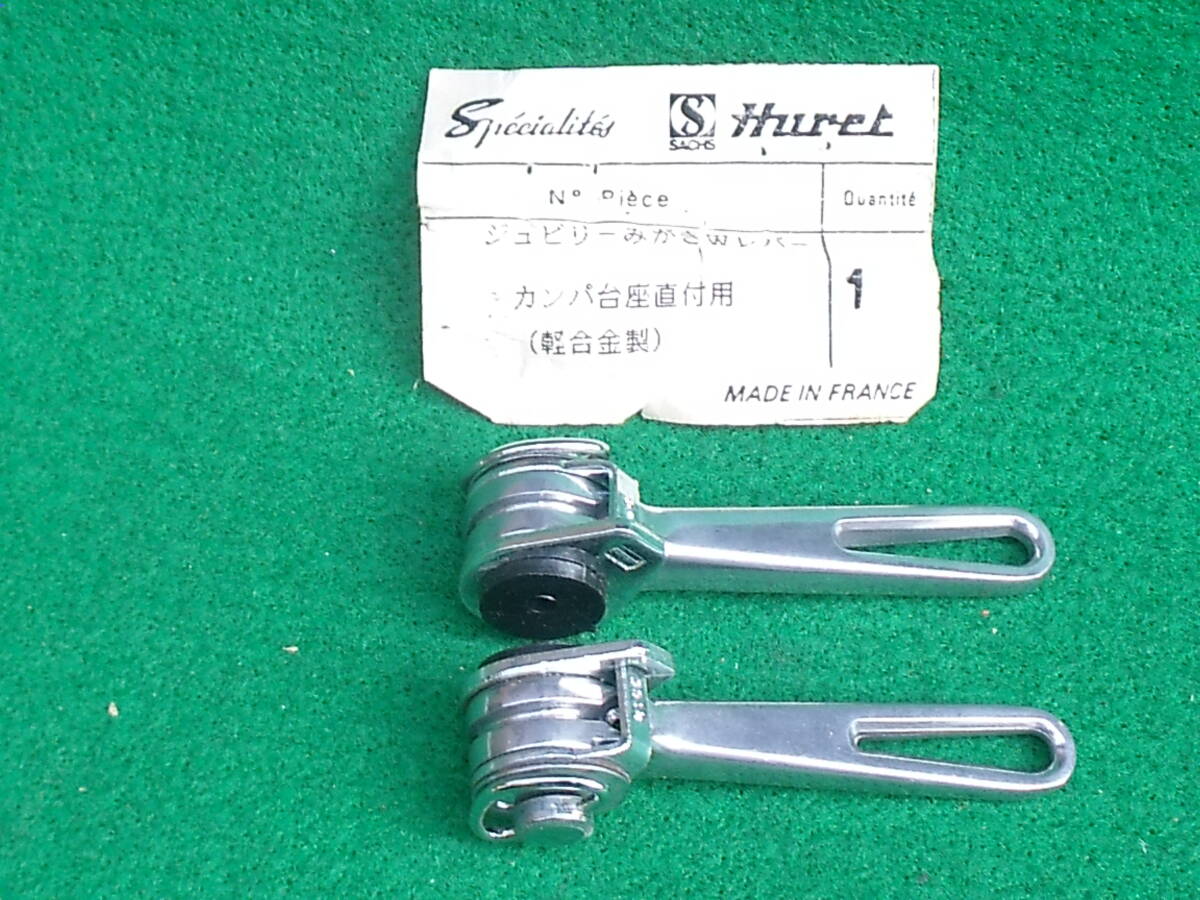 Spécialités S SACHS Huret
N° Pièce Quantité
ジュビリーみがきWレバー 1
カンパ台座直付用
(軽合金製)
MADE IN FRANCE